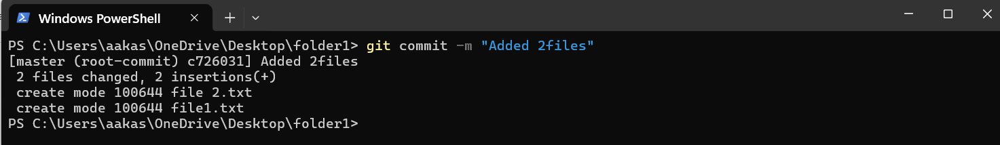 Windows PowerShell
PS C:\Users\aakas\OneDrive\Desktop\folder1> git commit -m "Added 2files"
[master (root-commit) c726031] Added 2files
 2 files changed, 2 insertions(+)
 create mode 100644 file 2.txt
 create mode 100644 file1.txt
PS C:\Users\aakas\OneDrive\Desktop\folder1>